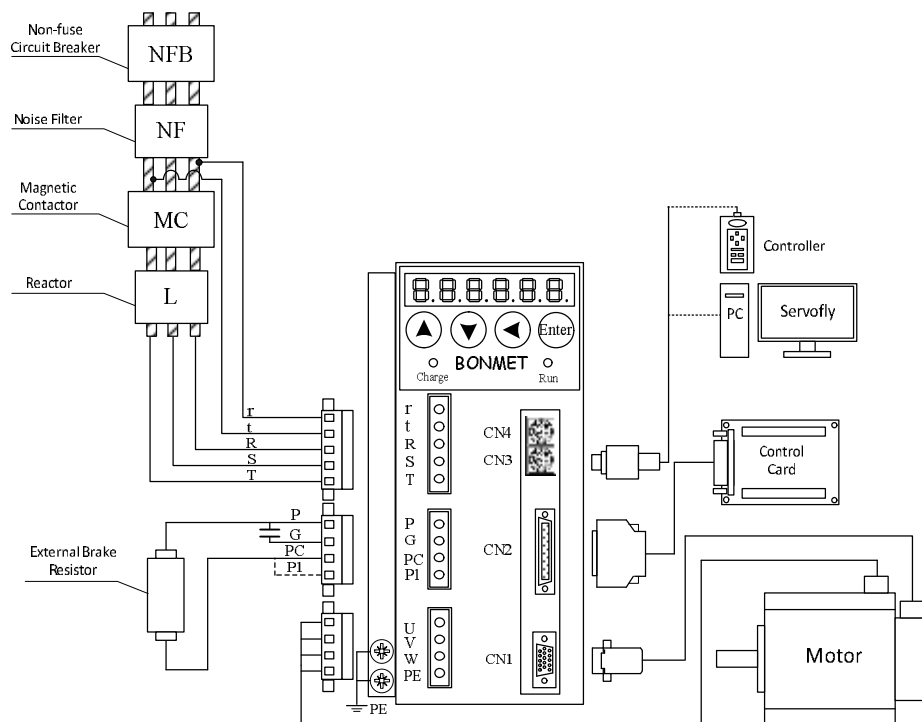 Non-fuse
Circuit Breaker
NFB
Noise Filter
NF
Magnetic
Contactor
MC
Reactor
L
r
t
R
S
T
P
G
PC
P1
External Brake
Resistor
PE
8.8.8.8.8.8.
Enter
BONMET
Charge
Run
r
t
R
S
T
P
G
PC
P1
U
V
W
PE
CN4
CN3
CN2
CN1
Controller
PC
Servofly
Control
Card
Motor